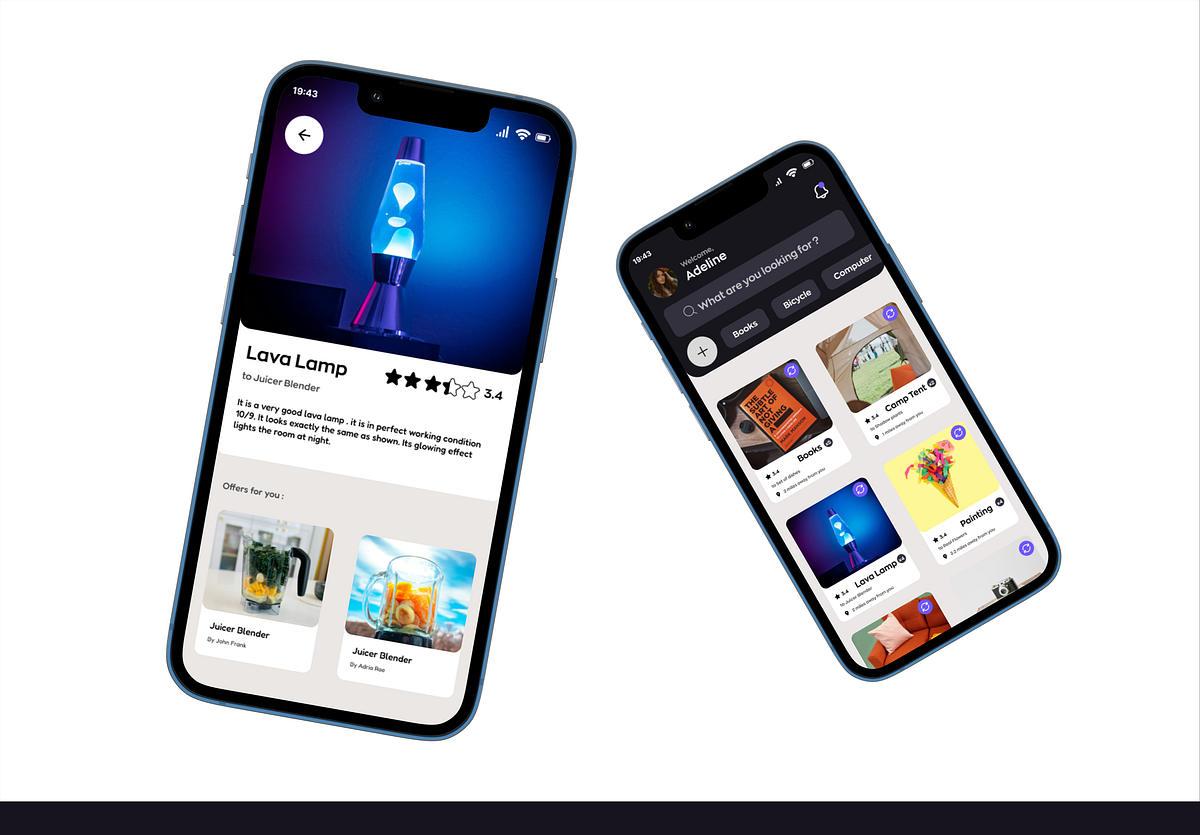 19:43
Lava Lamp
3.4
to Juicer Blender
It is a very good lava lamp . it is in perfect working condition
10/9. It looks exactly the same as shown. Its glowing effect
lights the room at night.
Offers for you :
Juicer Blender
By John Frank
Juicer Blender
By Adria Rae
19:43
Welcome,
Adeline
What are you looking for ?
Books
Bicycle
Computer
THE
SUBTLE
ART OF
NOT
GIVING
A
MARK MANSON
Books
3.4
to Set of dishes
2 miles away from you
Camp Tent
3.4
to Shadow plants
1 miles away from you
Lava Lamp
3.4
to Juicer Blender
2 miles away from you
Painting
3.4
to Real Flowers
2.2 miles away from you